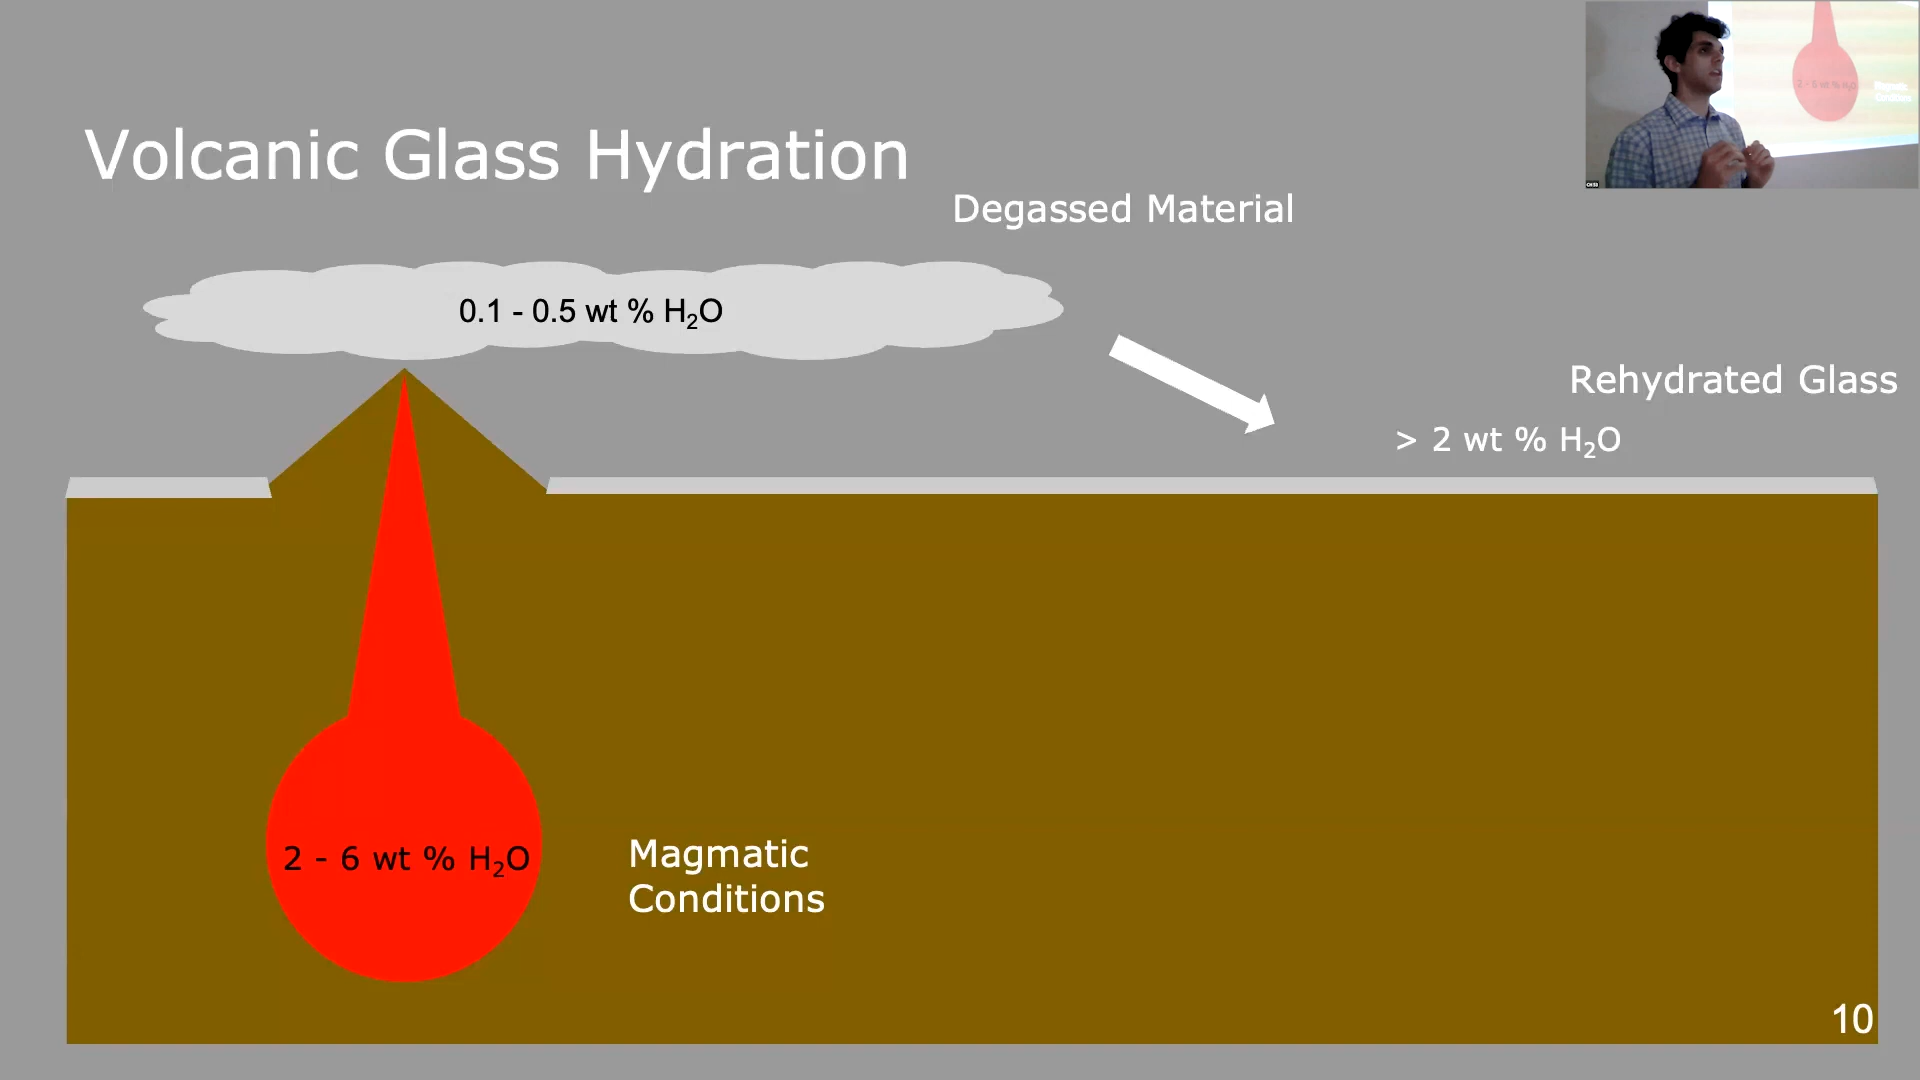 Volcanic Glass Hydration
Degassed Material
0.1 - 0.5 wt % H₂O
Rehydrated Glass
> 2 wt % H₂O
2 - 6 wt % H₂O
Magmatic
Conditions
10